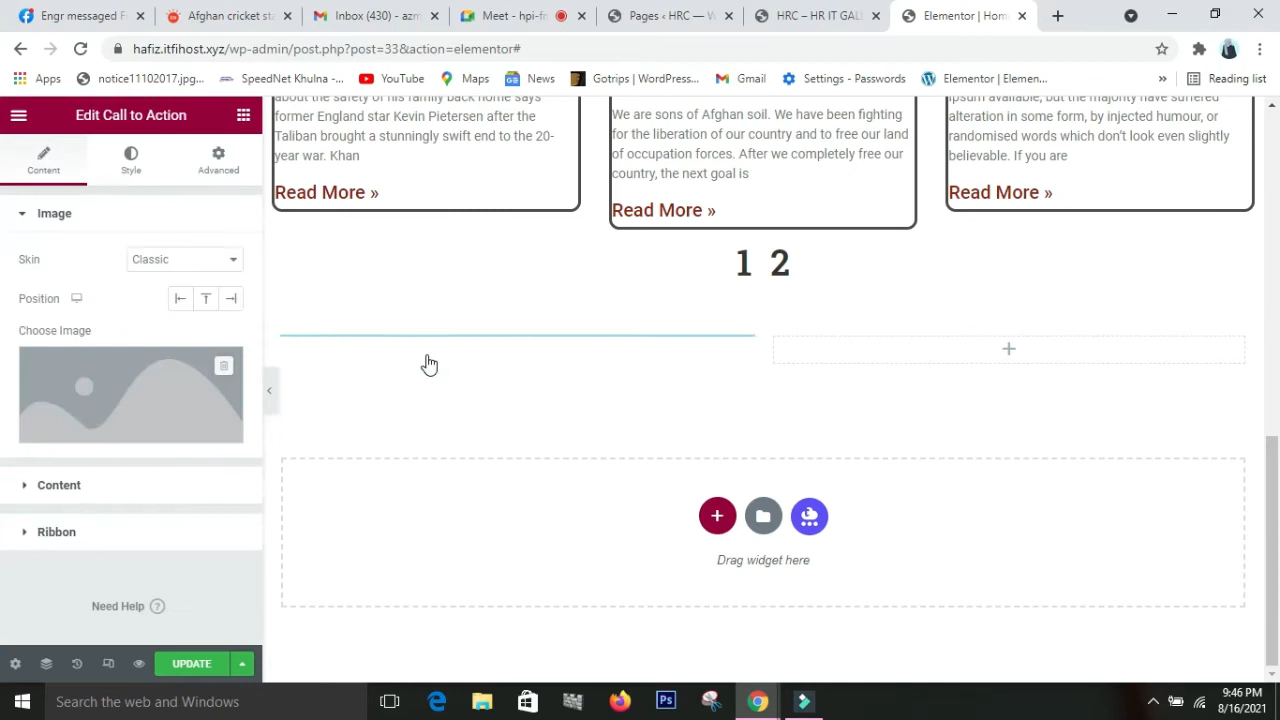 Engr messaged F
Afghan cricket sta
Inbox (430) - azm
Meet - hpi-fn
Pages ‹ HRC — W
HRC – HR IT GAL
Elementor | Hom
hafiz.itfihost.xyz/wp-admin/post.php?post=33&action=elementor#
Apps
notice11102017.jpg...
SpeedNet Khulna -...
YouTube
Maps
News
Gotrips | WordPress...
Gmail
Settings - Passwords
Elementor | Elemen...
»
Reading list
Edit Call to Action
Content
Style
Advanced
Image
Skin
Classic
Position
Choose Image
Content
Ribbon
Need Help ?
UPDATE
about the safety of his family back home says
former England star Kevin Pietersen after the
Taliban brought a stunningly swift end to the 20-
year war. Khan
Read More »
We are sons of Afghan soil. We have been fighting
for the liberation of our country and to free our land
of occupation forces. After we completely free our
country, the next goal is
Read More »
Ipsum available, but the majority have suffered
alteration in some form, by injected humour, or
randomised words which don't look even slightly
believable. If you are
Read More »
1 2
Drag widget here
Search the web and Windows
9:46 PM
8/16/2021